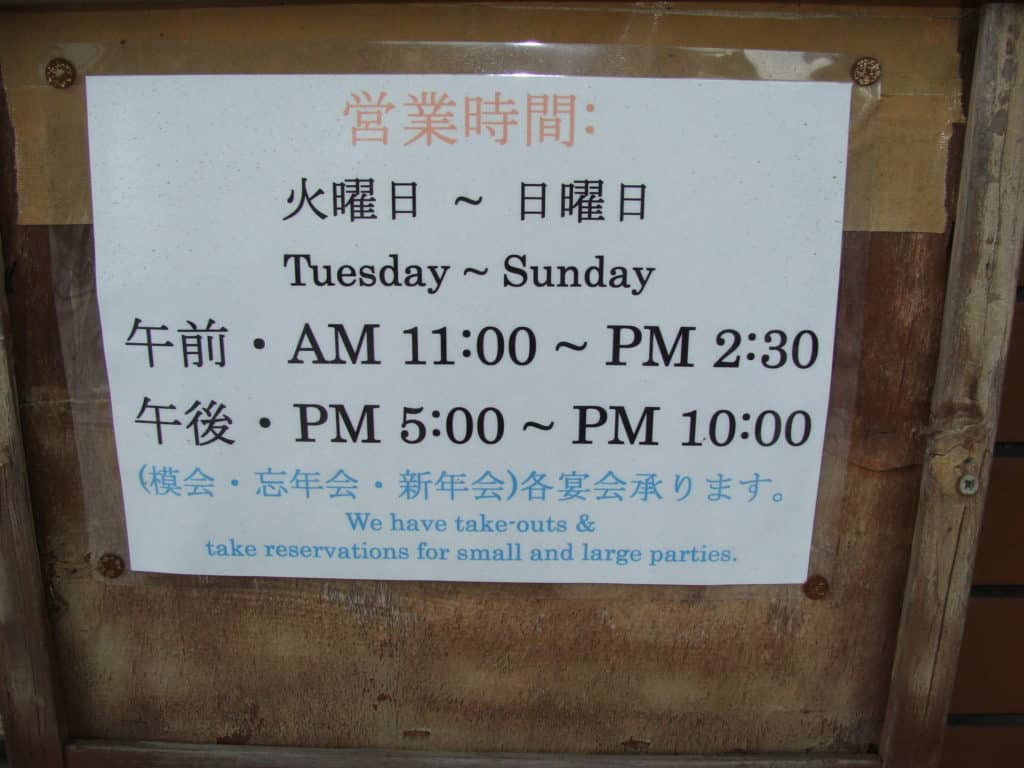 営業時間:
火曜日 ~ 日曜日
Tuesday ~ Sunday
午前・AM 11:00 ~ PM 2:30
午後・PM 5:00 ~ PM 10:00
(模会・忘年会・新年会)各宴会承ります。
We have take-outs &
take reservations for small and large parties.